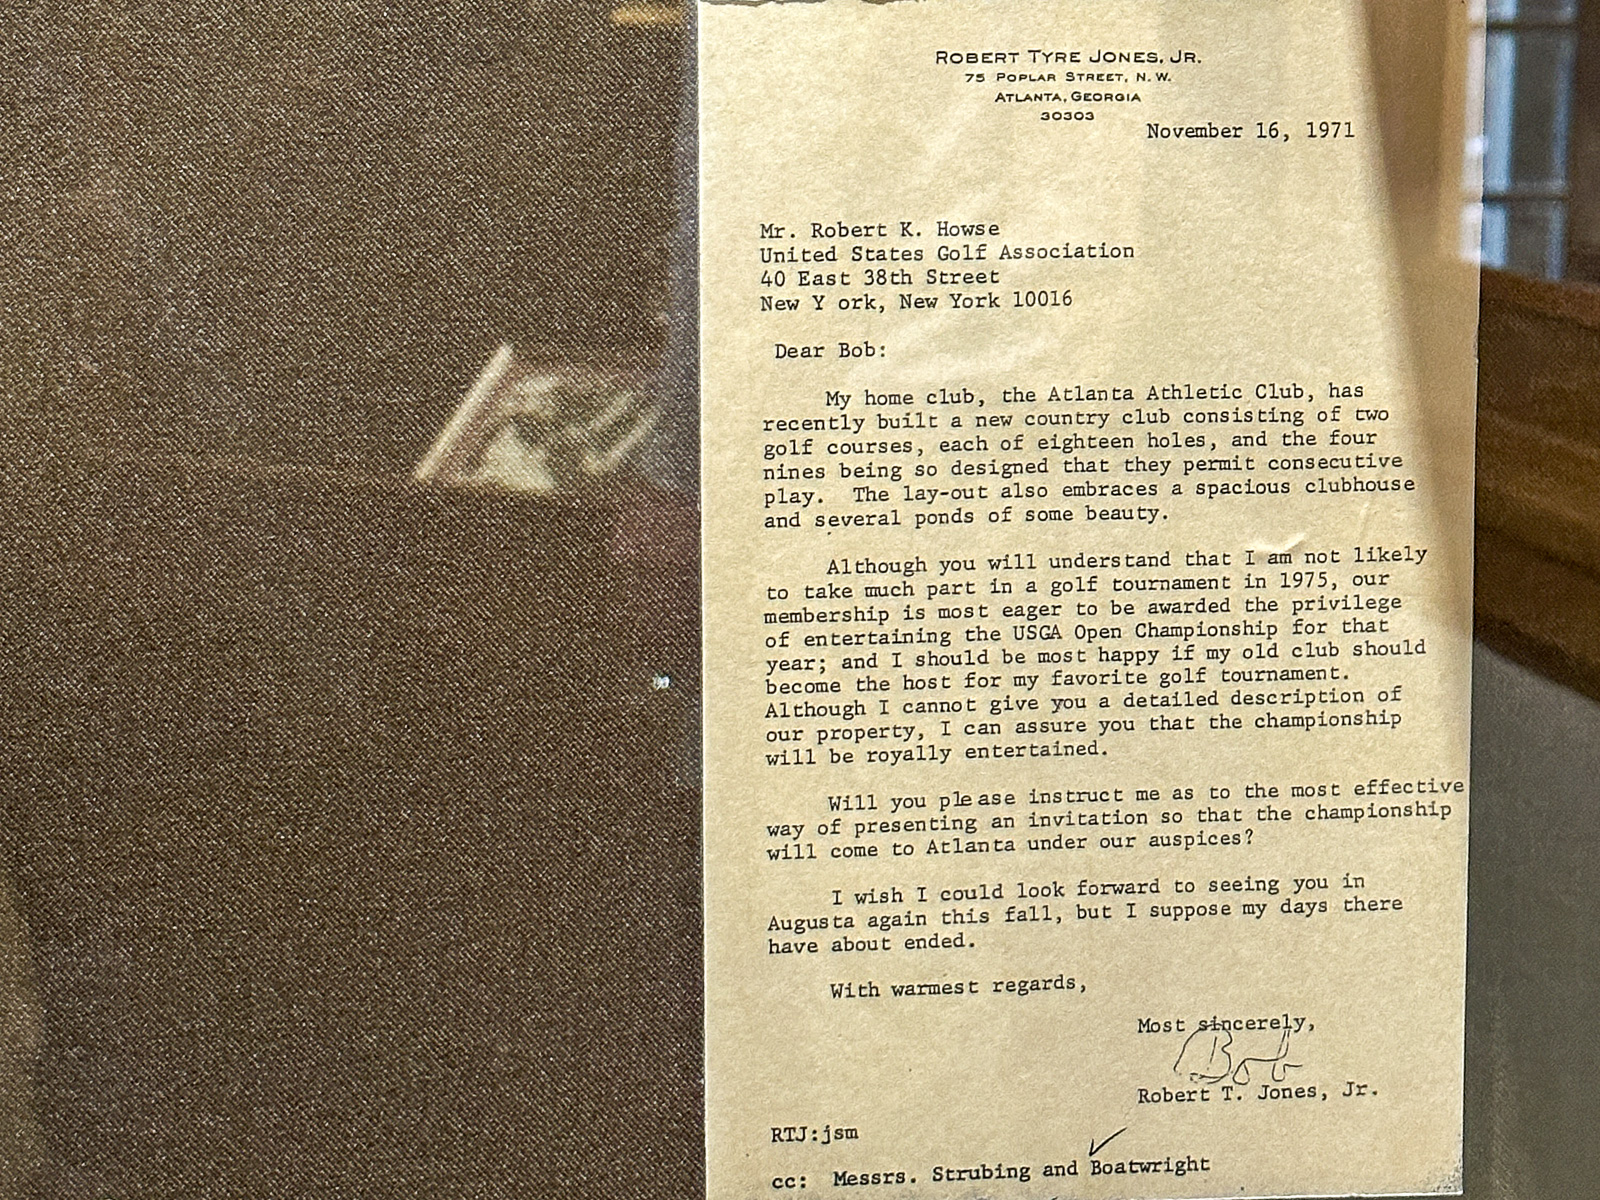 ROBERT TYRE JONES, JR.
75 POPLAR STREET, N. W.
ATLANTA, GEORGIA
30303
November 16, 1971
Mr. Robert K. Howse
United States Golf Association
40 East 38th Street
New Y ork, New York 10016
Dear Bob:
My home club, the Atlanta Athletic Club, has
recently built a new country club consisting of two
golf courses, each of eighteen holes, and the four
nines being so designed that they permit consecutive
play. The lay-out also embraces a spacious clubhouse
and several ponds of some beauty.
Although you will understand that I am not likely
to take much part in a golf tournament in 1975, our
membership is most eager to be awarded the privilege
of entertaining the USGA Open Championship for that
year; and I should be most happy if my old club should
become the host for my favorite golf tournament.
Although I cannot give you a detailed description of
our property, I can assure you that the championship
will be royally entertained.
Will you please instruct me as to the most effective
way of presenting an invitation so that the championship
will come to Atlanta under our auspices?
I wish I could look forward to seeing you in
Augusta again this fall, but I suppose my days there
have about ended.
With warmest regards,
Most sincerely,
Bob
Robert T. Jones, Jr.
RTJ:jsm
cc: Messrs. Strubing and Boatwright